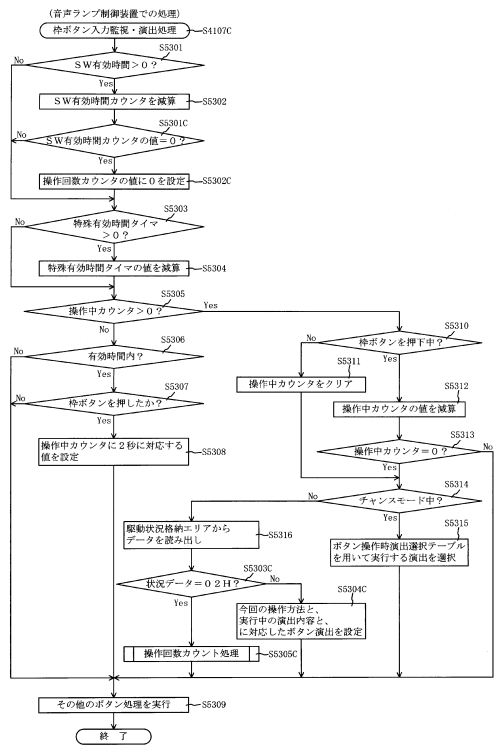 (音声ランプ制御装置での処理)
枠ボタン入力監視・演出処理
S4107C
S5301
SW有効時間>0?
No
Yes
SW有効時間カウンタを減算
S5302
S5301C
SW有効時間カウンタの値=0?
No
Yes
操作回数カウンタの値に0を設定
S5302C
S5303
特殊有効時間タイマ
>0?
No
Yes
特殊有効時間タイマの値を減算
S5304
S5305
操作中カウンタ>0?
Yes
No
S5306
有効時間内?
No
Yes
S5307
枠ボタンを押したか?
No
Yes
操作中カウンタに2秒に対応する
値を設定
S5308
S5310
枠ボタンを押下中?
No
Yes
S5311
操作中カウンタをクリア
S5312
操作中カウンタの値を減算
S5313
操作中カウンタ=0?
No
Yes
S5314
チャンスモード中?
No
Yes
S5315
ボタン操作時演出選択テーブル
を用いて実行する演出を選択
駆動状況格納エリアから
データを読み出し
S5316
S5303C
状況データ=02H?
No
Yes
S5304C
今回の操作方法と、
実行中の演出内容と、
に対応したボタン演出を設定
操作回数カウント処理
S5305C
その他のボタン処理を実行
S5309
終 了